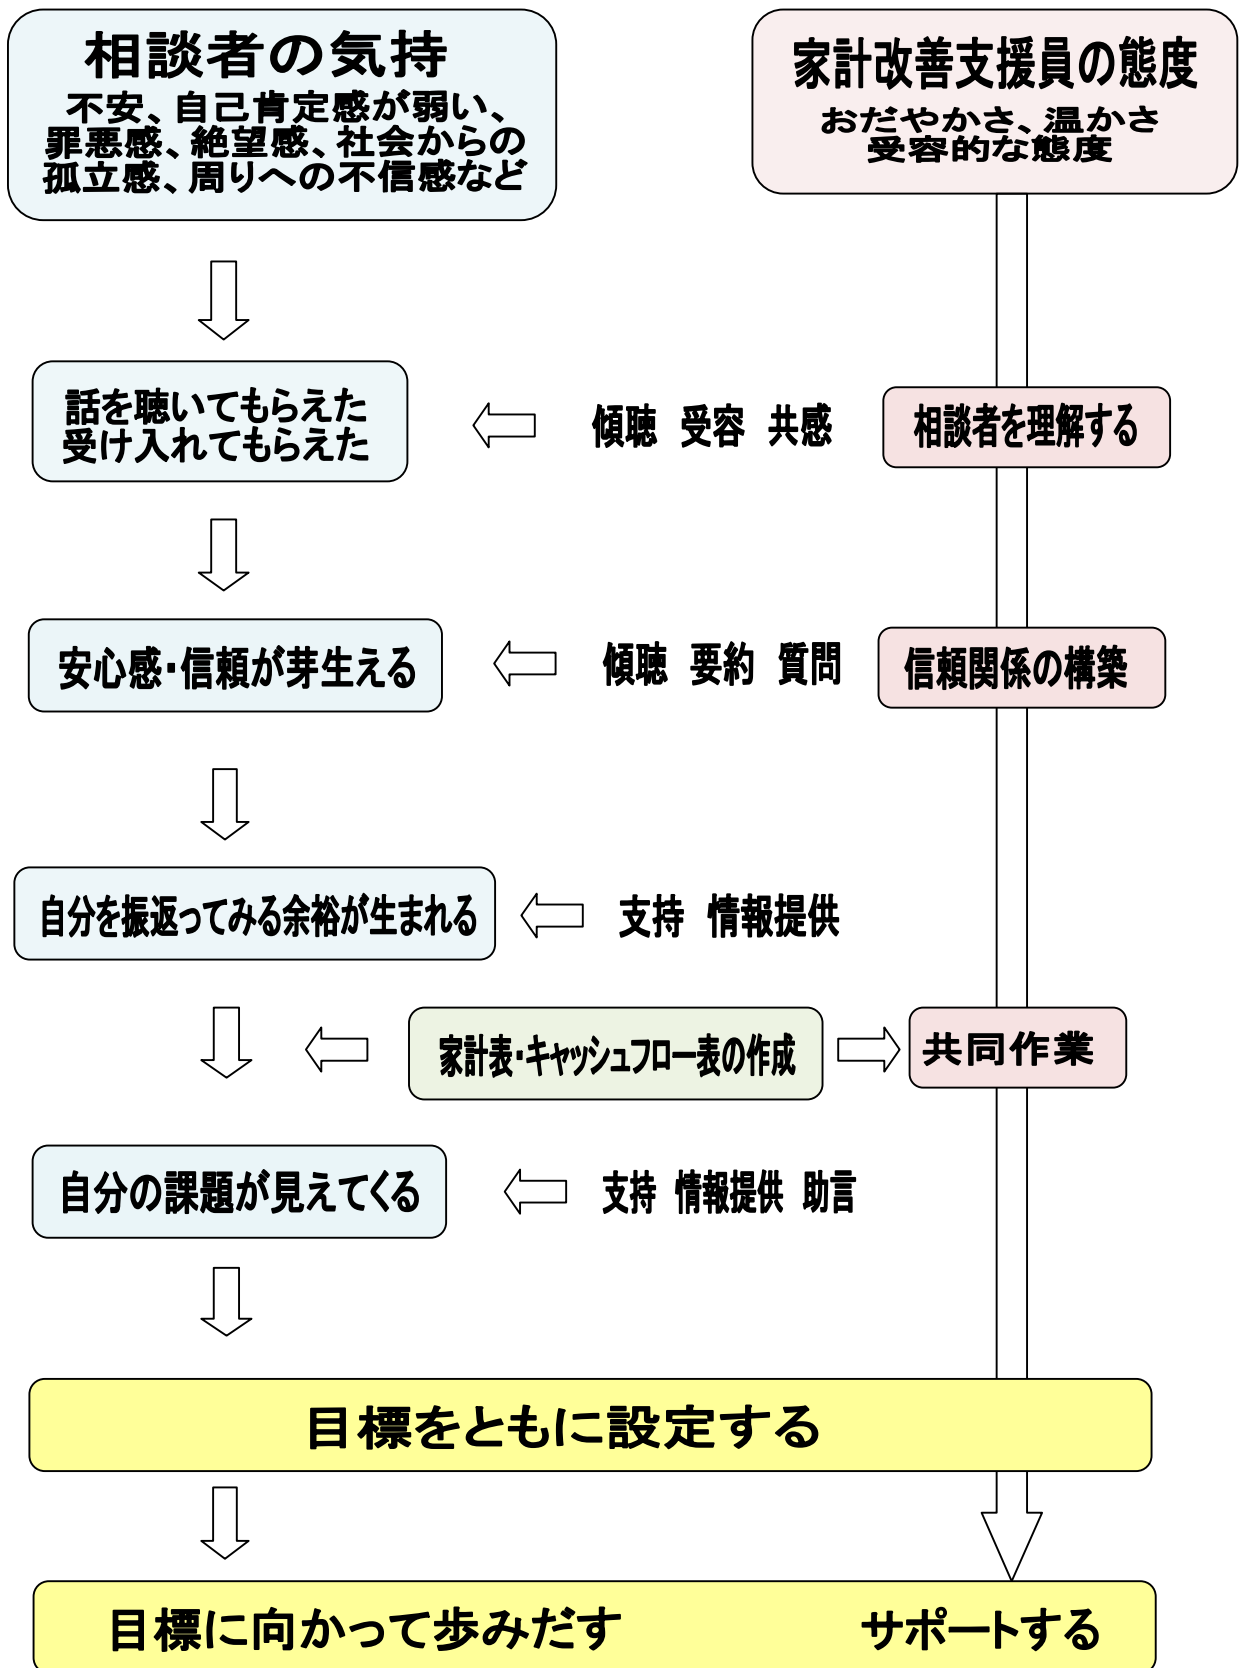 相談者の気持
不安、自己肯定感が弱い、
罪悪感、絶望感、社会からの
孤立感、周りへの不信感など
家計改善支援員の態度
おだやかさ、温かさ
受容的な態度
話を聴いてもらえた
受け入れてもらえた
傾聴　受容　共感
相談者を理解する
安心感・信頼が芽生える
傾聴　要約　質問
信頼関係の構築
自分を振返ってみる余裕が生まれる
支持　情報提供
家計表・キャッシュフロー表の作成
共同作業
自分の課題が見えてくる
支持　情報提供　助言
目標をともに設定する
目標に向かって歩みだす
サポートする